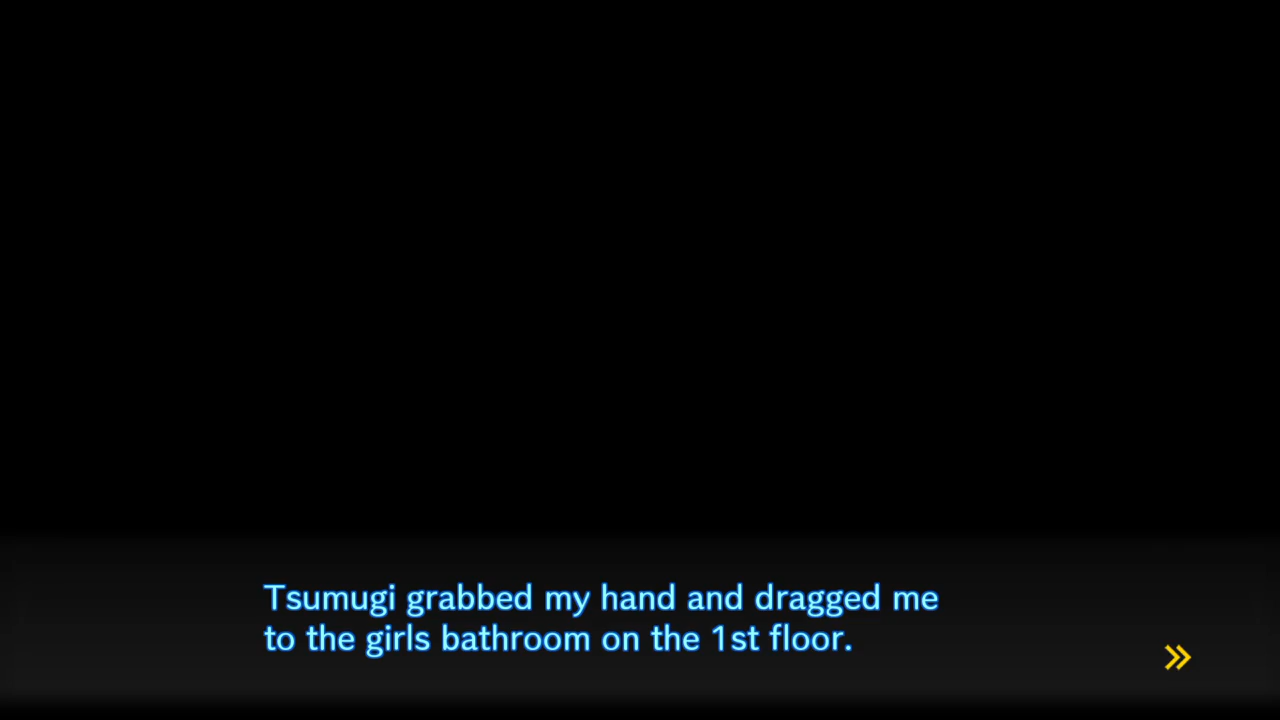 Tsumugi grabbed my hand and dragged me
to the girls bathroom on the 1st floor.